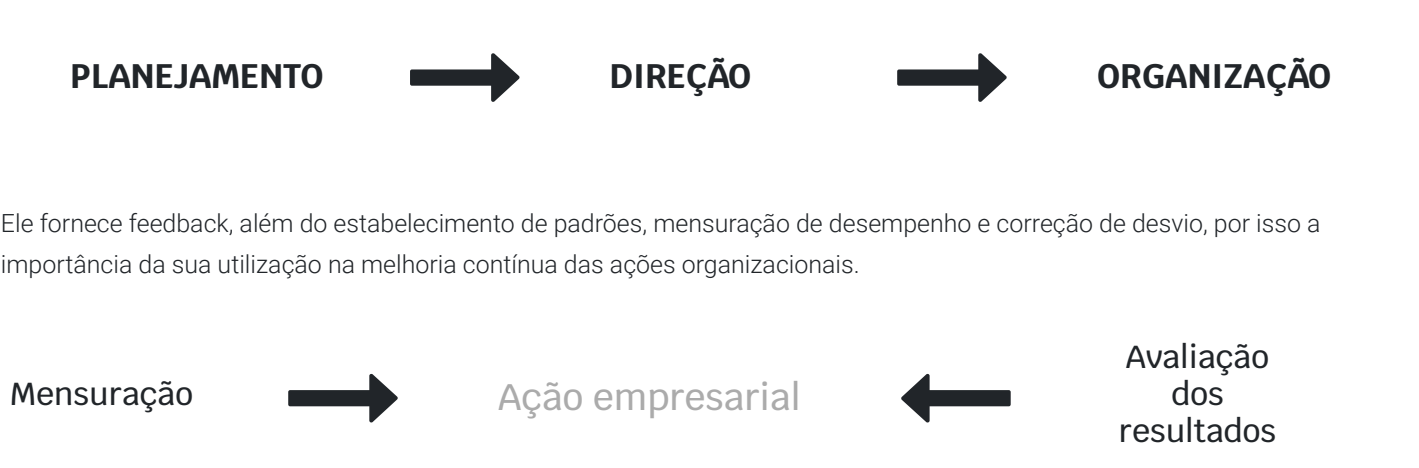 PLANEJAMENTO DIREÇÃO ORGANIZAÇÃO
Ele fornece feedback, além do estabelecimento de padrões, mensuração de desempenho e correção de desvio, por isso a
importância da sua utilização na melhoria contínua das ações organizacionais.
Mensuração
Ação empresarial
Avaliação
dos
resultados